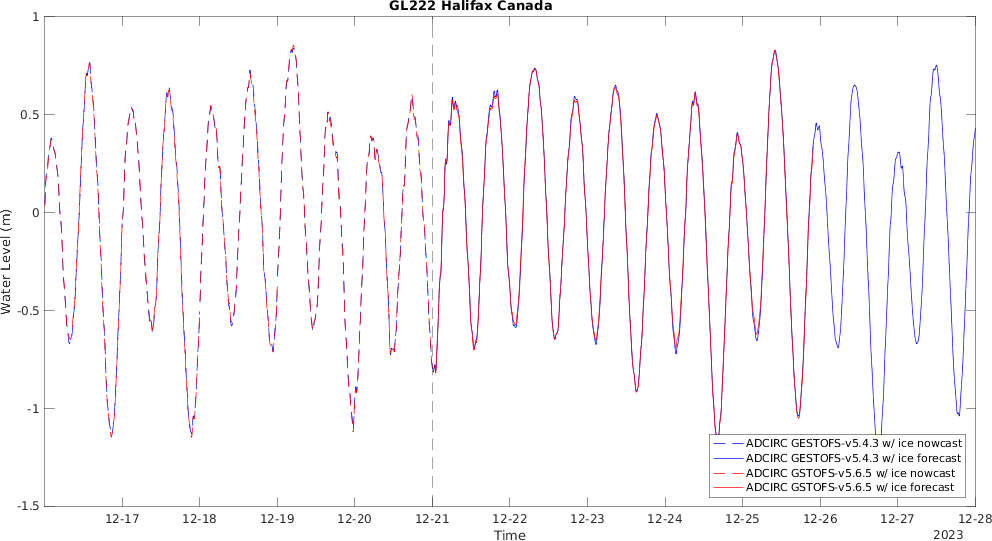 GL222 Halifax Canada
1
0.5
0
-0.5
-1
-1.5
Water Level (m)
12-17 12-18 12-19 12-20 12-21 12-22 12-23 12-24 12-25 12-26 12-27 12-28
Time
2023
ADCIRC GESTOFS-v5.4.3 w/ ice nowcast
ADCIRC GESTOFS-v5.4.3 w/ ice forecast
ADCIRC GSTOFS-v5.6.5 w/ ice nowcast
ADCIRC GSTOFS-v5.6.5 w/ ice forecast